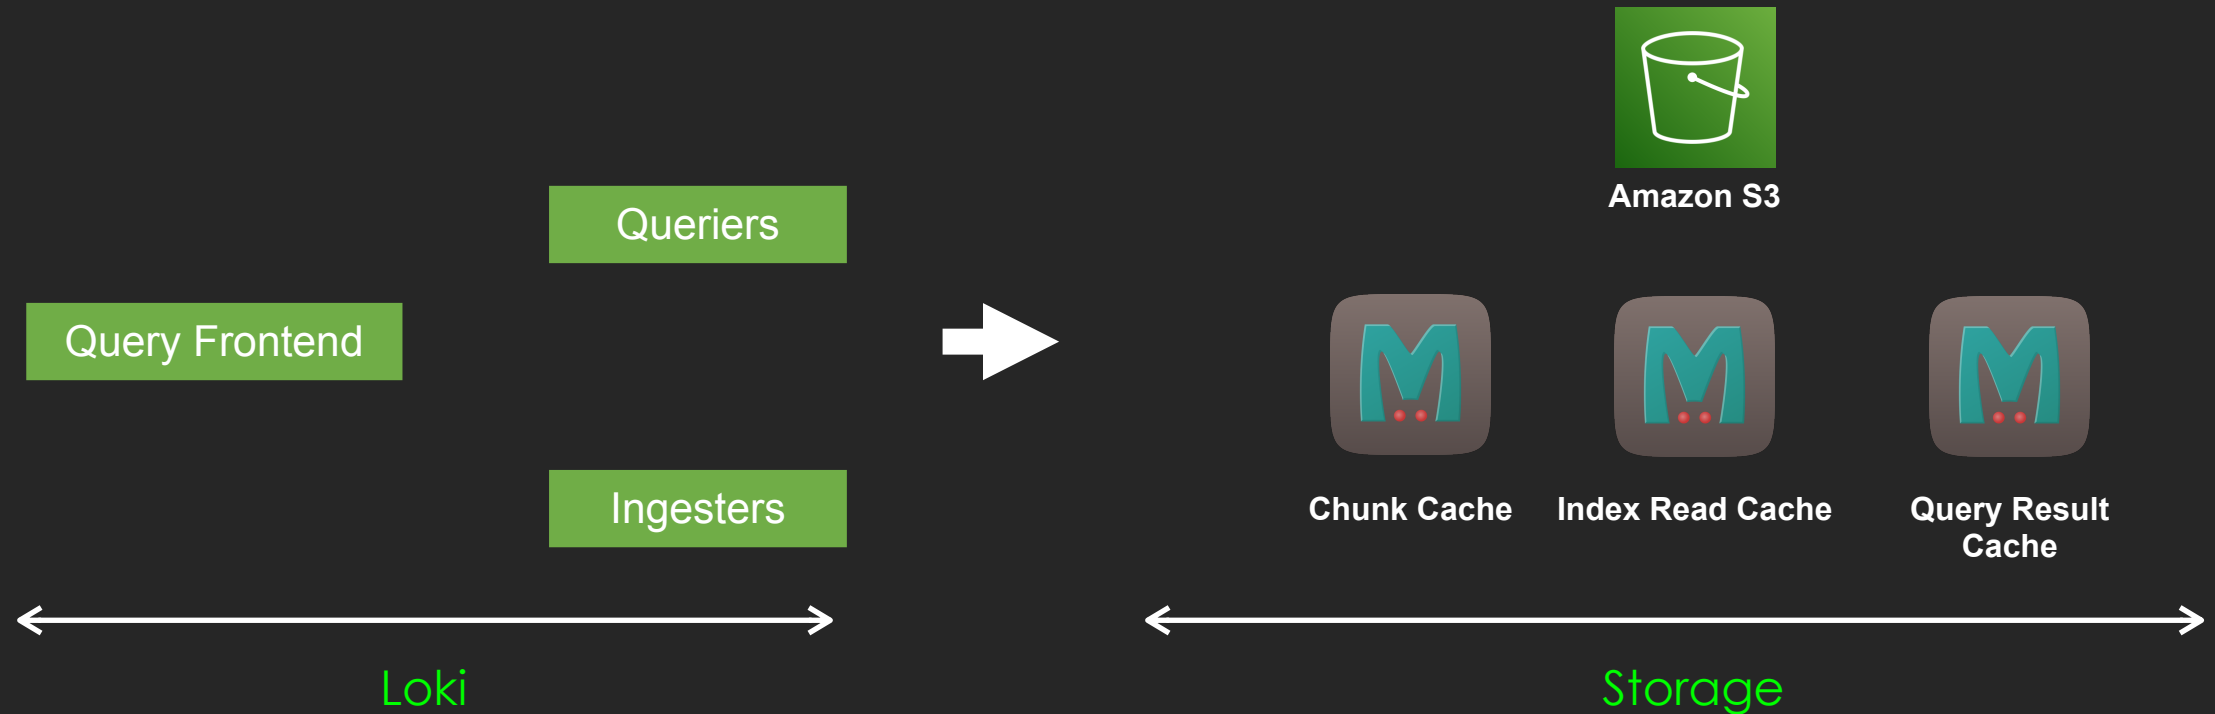 Amazon S3
Queriers
Query Frontend
Ingesters
Chunk Cache
Index Read Cache
Query Result
Cache
Loki
Storage